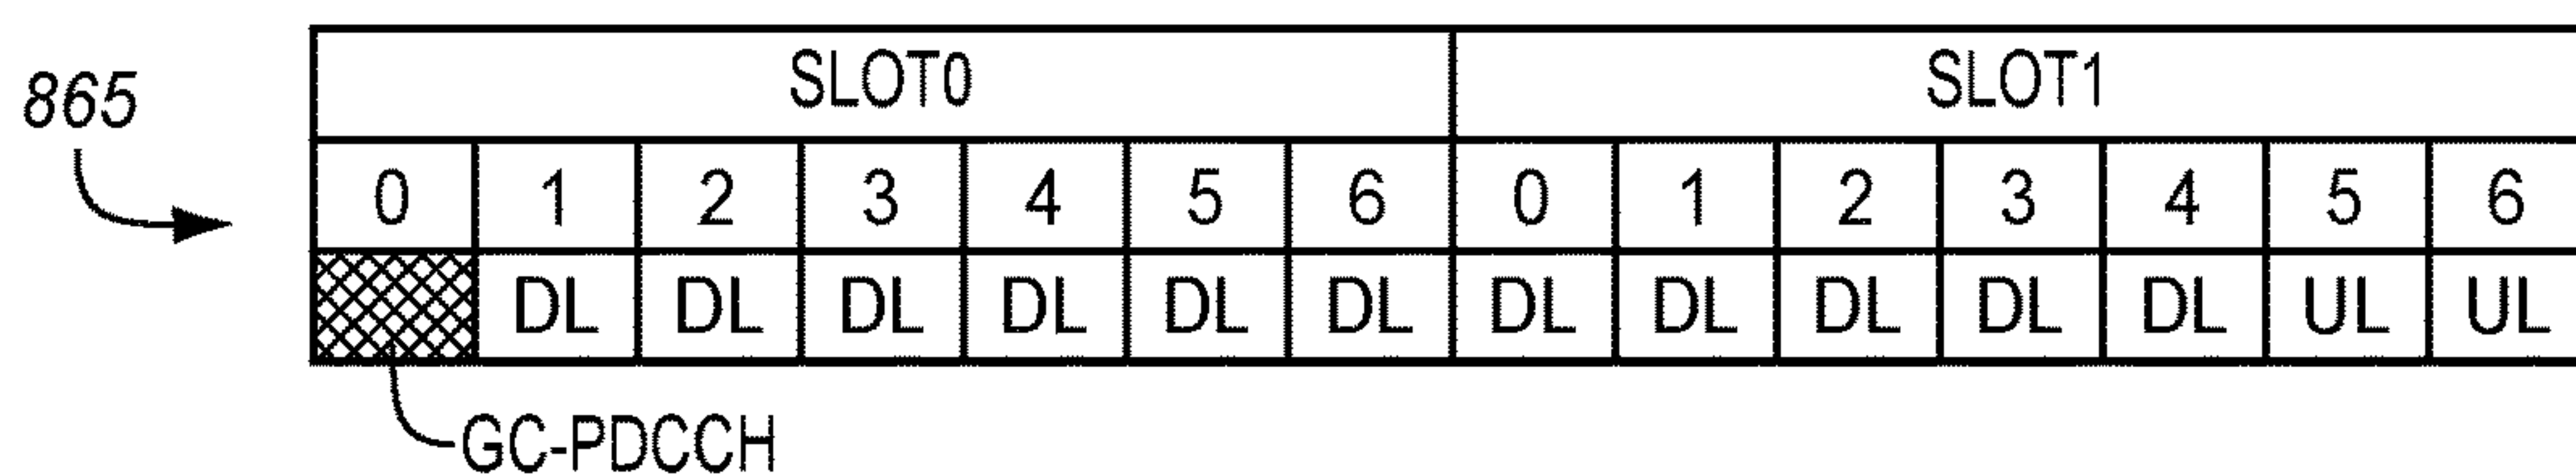 SLOT0 SLOT1
865
0 1 2 3 4 5 6 0 1 2 3 4 5 6
DL DL DL DL DL DL DL DL DL DL DL UL UL
GC-PDCCH